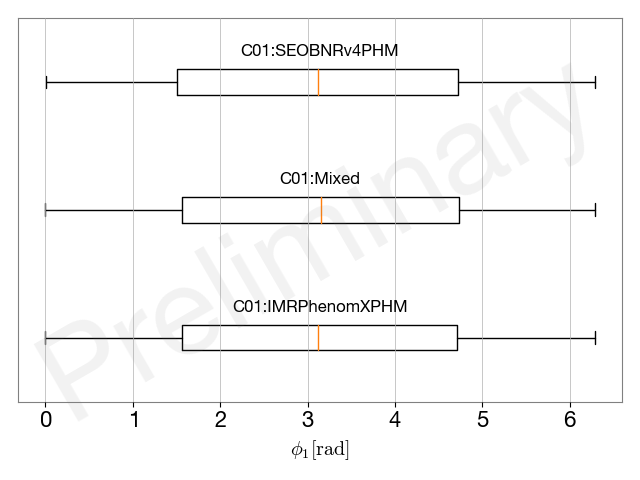 C01:SEOBNRv4PHM
C01:Mixed
C01:IMRPhenomXPHM
Preliminary
0 1 2 3 4 5 6
ϕ₁[rad]